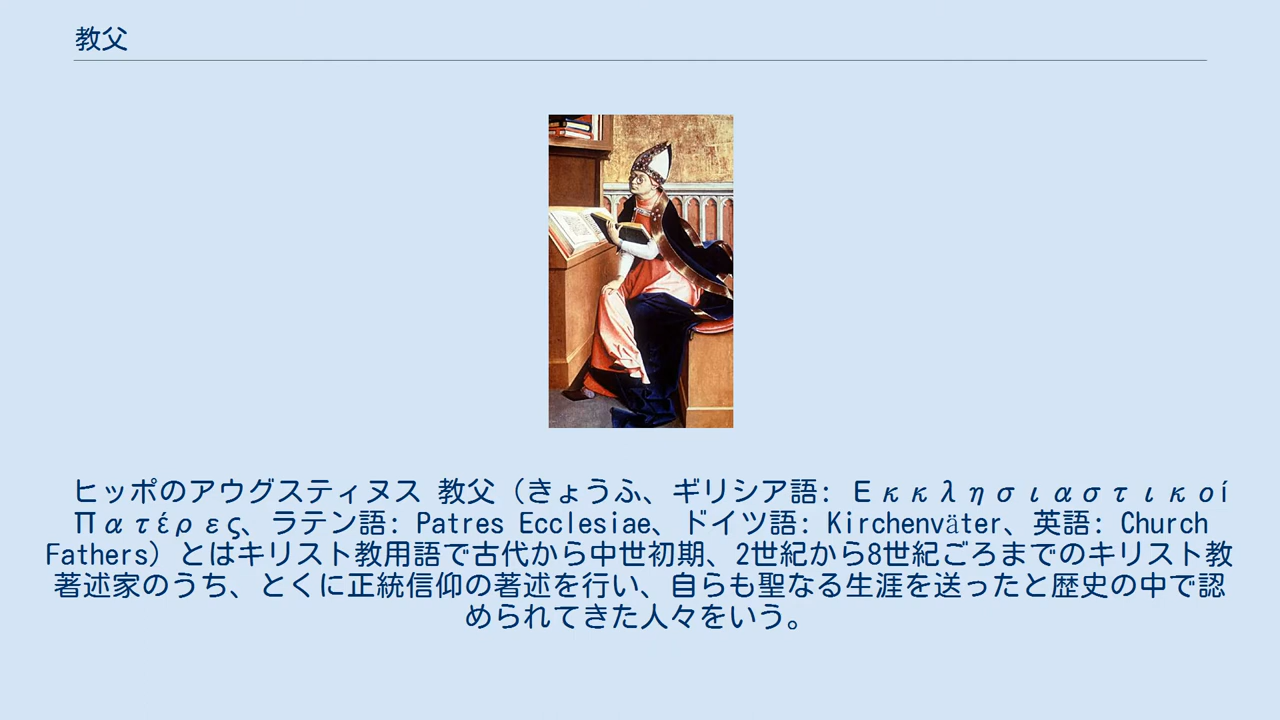 教父
ヒッポのアウグスティヌス 教父（きょうふ、ギリシア語: Εκκλησιαστικοί
Πατέρες、ラテン語: Patres Ecclesiae、ドイツ語: Kirchenväter、英語: Church
Fathers）とはキリスト教用語で古代から中世初期、2世紀から8世紀ごろまでのキリスト教
著述家のうち、とくに正統信仰の著述を行い、自らも聖なる生涯を送ったと歴史の中で認
められてきた人々をいう。